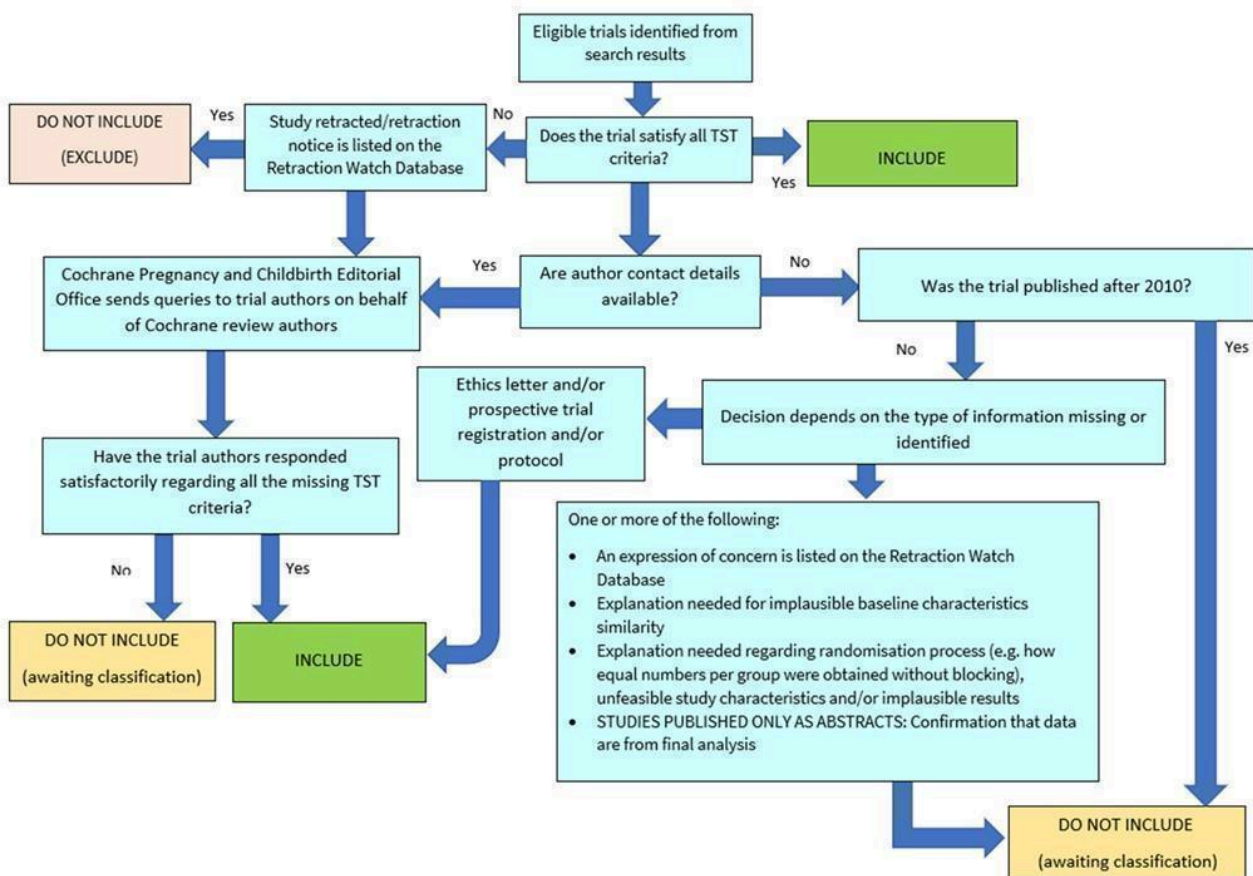 Eligible trials identified from
search results
DO NOT INCLUDE
(EXCLUDE)
Yes
Study retracted/retraction
notice is listed on the
Retraction Watch Database
No
Does the trial satisfy all TST
criteria?
Yes
INCLUDE
Cochrane Pregnancy and Childbirth Editorial
Office sends queries to trial authors on behalf
of Cochrane review authors
Yes
Are author contact details
available?
No
Was the trial published after 2010?
No
Yes
Ethics letter and/or
prospective trial
registration and/or
protocol
Decision depends on the type of information missing or
identified
Have the trial authors responded
satisfactorily regarding all the missing TST
criteria?
No
Yes
One or more of the following:
• An expression of concern is listed on the Retraction Watch
Database
• Explanation needed for implausible baseline characteristics
similarity
• Explanation needed regarding randomisation process (e.g. how
equal numbers per group were obtained without blocking),
unfeasible study characteristics and/or implausible results
• STUDIES PUBLISHED ONLY AS ABSTRACTS: Confirmation that data
are from final analysis
DO NOT INCLUDE
(awaiting classification)
INCLUDE
DO NOT INCLUDE
(awaiting classification)